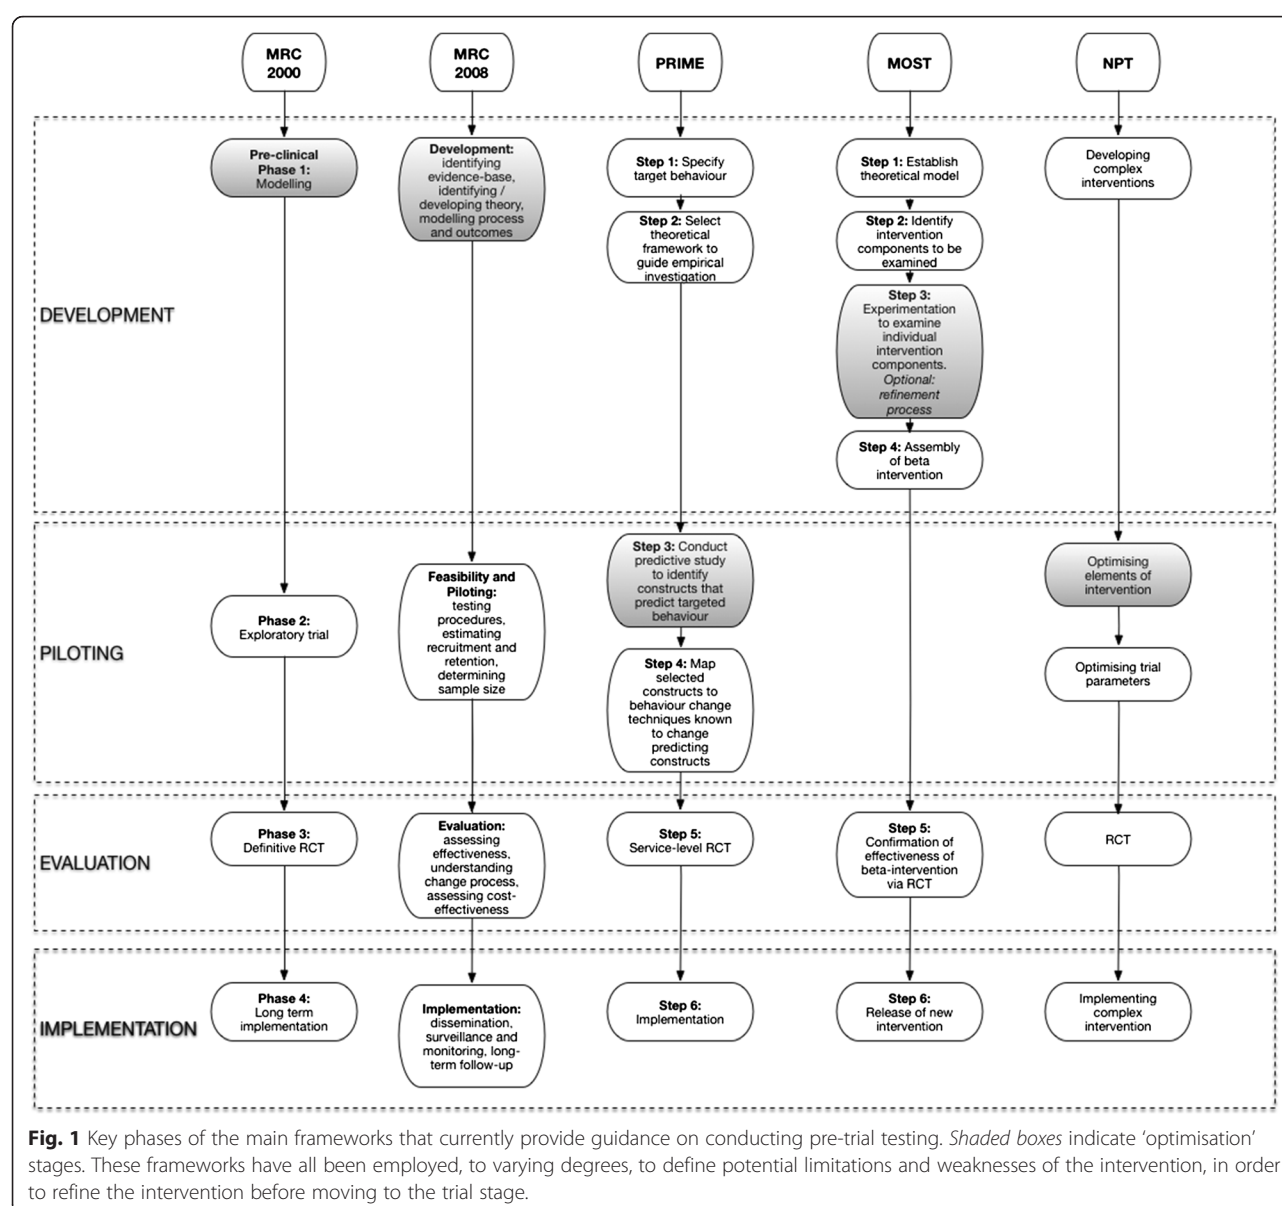 MRC
2000
MRC
2008
PRIME
MOST
NPT
DEVELOPMENT
Pre-clinical
Phase 1:
Modelling
Development:
identifying
evidence-base,
identifying /
developing theory,
modelling process
and outcomes
Step 1: Specify
target behaviour
Step 2: Select
theoretical
framework to
guide empirical
investigation
Step 1: Establish
theoretical model
Step 2: Identify
intervention
components to be
examined
Step 3:
Experimentation
to examine
individual
intervention
components.
Optional:
refinement
process
Step 4: Assembly
of beta
intervention
Developing
complex
interventions
PILOTING
Phase 2:
Exploratory trial
Feasibility and
Piloting:
testing
procedures,
estimating
recruitment and
retention,
determining
sample size
Step 3: Conduct
predictive study
to identify
constructs that
predict targeted
behaviour
Step 4: Map
selected
constructs to
behaviour change
techniques known
to change
predicting
constructs
Optimising
elements of
intervention
Optimising trial
parameters
EVALUATION
Phase 3:
Definitive RCT
Evaluation:
assessing
effectiveness,
understanding
change process,
assessing cost-
effectiveness
Step 5:
Service-level RCT
Step 5:
Confirmation of
effectiveness of
beta-intervention
via RCT
RCT
IMPLEMENTATION
Phase 4:
Long term
implementation
Implementation:
dissemination,
surveillance and
monitoring, long-
term follow-up
Step 6:
Implementation
Step 6:
Release of new
intervention
Implementing
complex
intervention
Fig. 1 Key phases of the main frameworks that currently provide guidance on conducting pre-trial testing. Shaded boxes indicate ‘optimisation’
stages. These frameworks have all been employed, to varying degrees, to define potential limitations and weaknesses of the intervention, in order
to refine the intervention before moving to the trial stage.